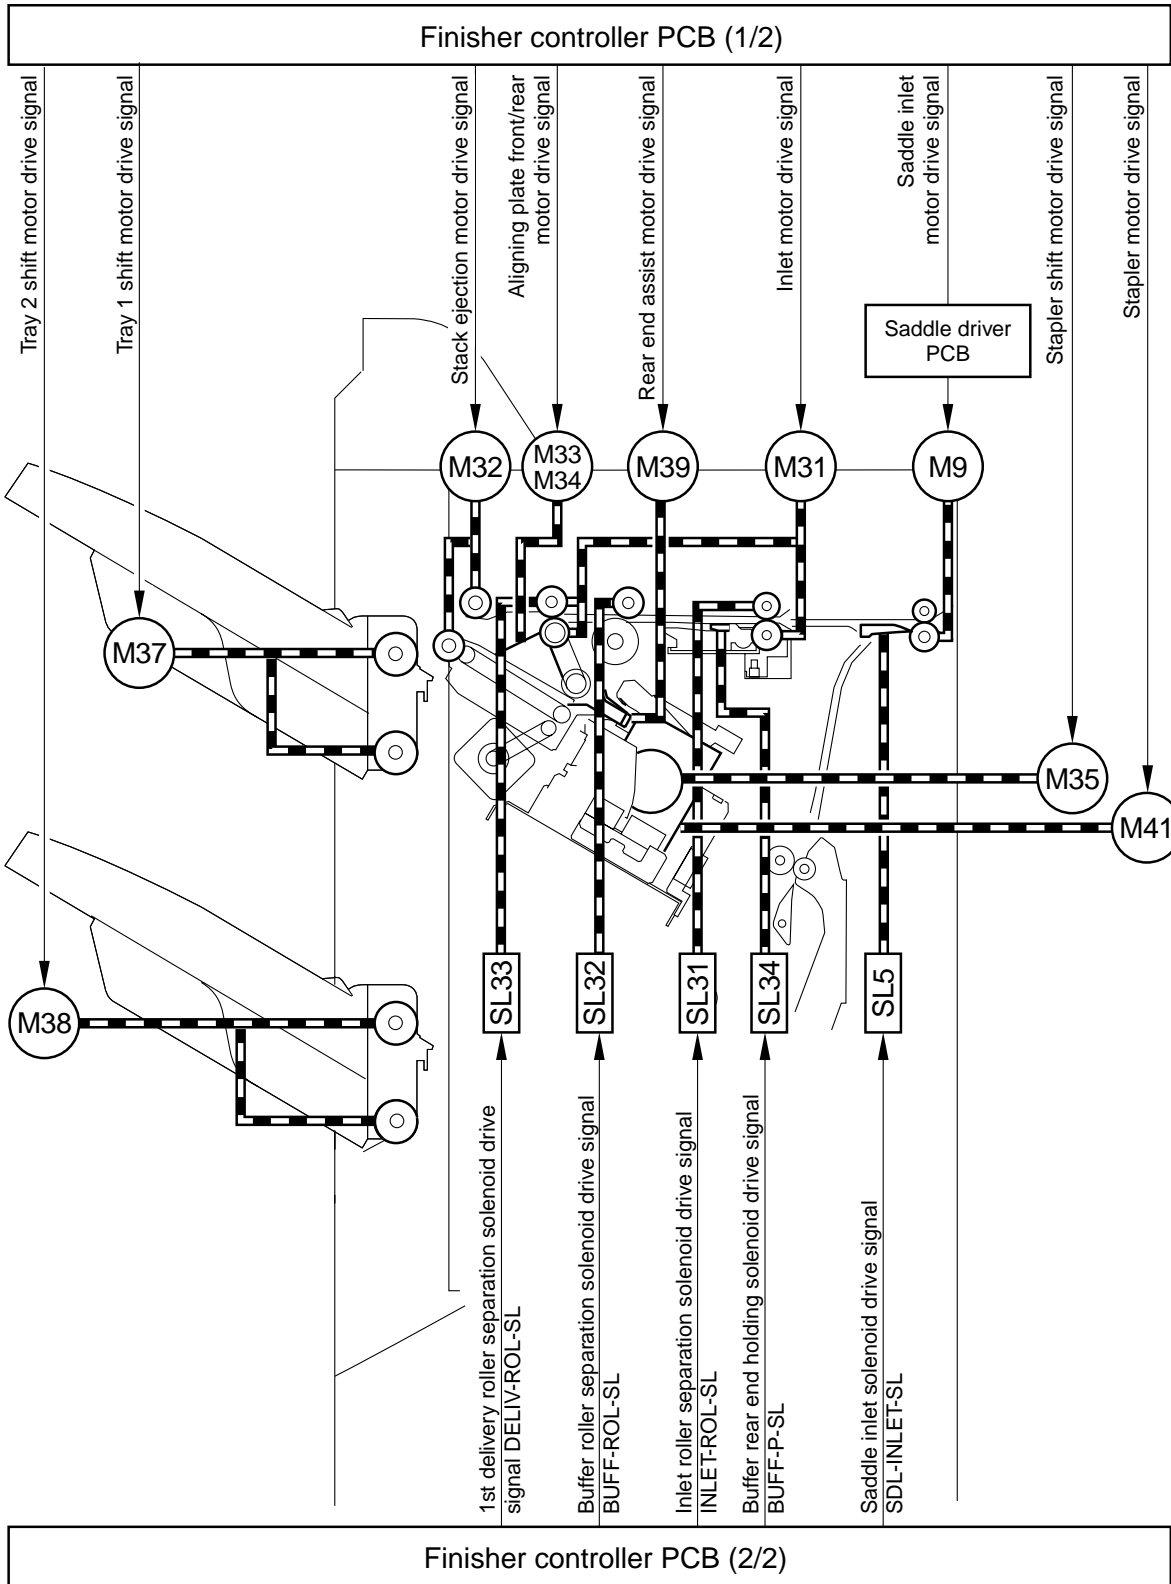 Finisher controller PCB (1/2)
Tray 2 shift motor drive signal
Tray 1 shift motor drive signal
Stack ejection motor drive signal
Aligning plate front/rear
motor drive signal
Rear end assist motor drive signal
Inlet motor drive signal
Saddle inlet
motor drive signal
Stapler shift motor drive signal
Stapler motor drive signal
Saddle driver
PCB
M32
M33
M34
M39
M31
M9
M37
M35
M41
M38
SL33
SL32
SL31
SL34
SL5
1st delivery roller separation solenoid drive
signal DELIV-ROL-SL
Buffer roller separation solenoid drive signal
BUFF-ROL-SL
Inlet roller separation solenoid drive signal
INLET-ROL-SL
Buffer rear end holding solenoid drive signal
BUFF-P-SL
Saddle inlet solenoid drive signal
SDL-INLET-SL
Finisher controller PCB (2/2)